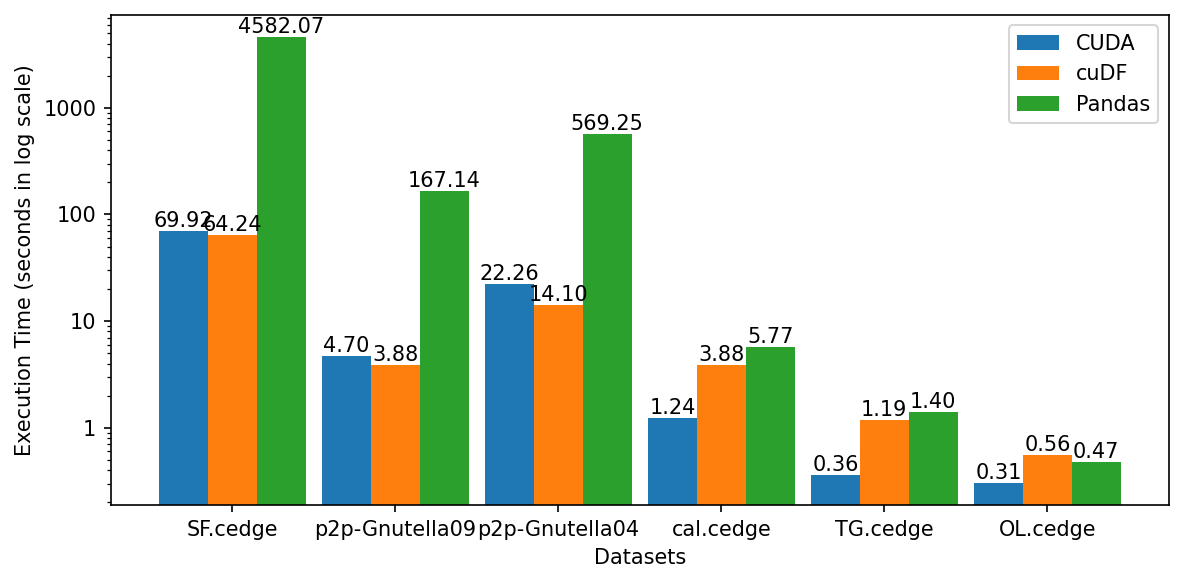 4582.07
569.25
167.14
69.92
64.24
22.26
14.10
4.70
3.88
1.24
3.88
5.77
0.36
1.19
1.40
0.31
0.56
0.47
CUDA
cuDF
Pandas
Execution Time (seconds in log scale)
1000
100
10
1
SF.cedge
p2p-Gnutella09
p2p-Gnutella04
cal.cedge
TG.cedge
OL.cedge
Datasets